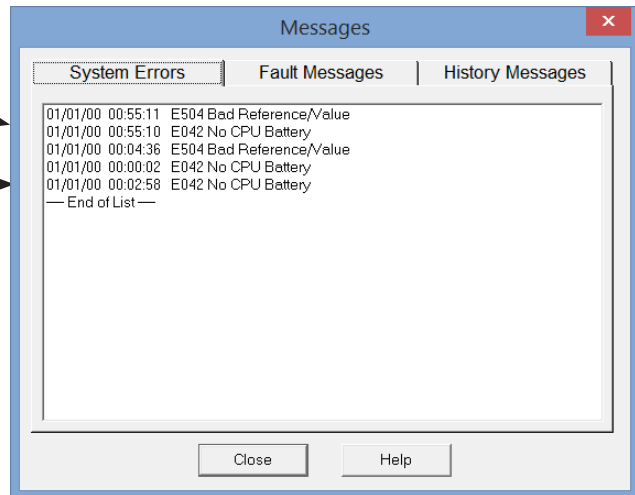 Messages
System Errors Fault Messages History Messages
01/01/00 00:55:11 E504 Bad Reference/Value
01/01/00 00:55:10 E042 No CPU Battery
01/01/00 00:04:36 E504 Bad Reference/Value
01/01/00 00:00:02 E042 No CPU Battery
01/01/00 00:02:58 E042 No CPU Battery
— End of List —
Close Help